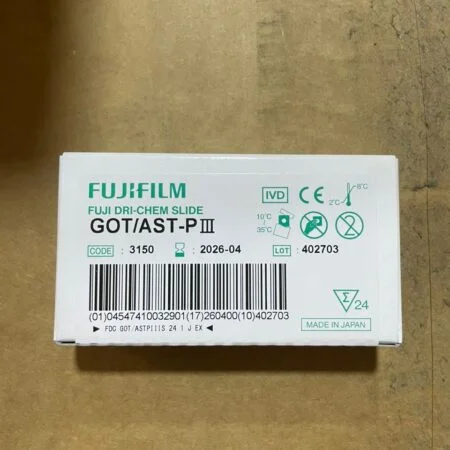 FUJIFILM
FUJI DRI-CHEM SLIDE
GOT/AST-PⅢ
IVD CE 2℃ 8℃
10℃ 35℃
CODE : 3150 : 2026-04 LOT : 402703
Σ 24
(01)04547410032901(17)260400(10)402703
▶ FDC GOT/ASTPIIIS 24 1 J EX ◀
MADE IN JAPAN